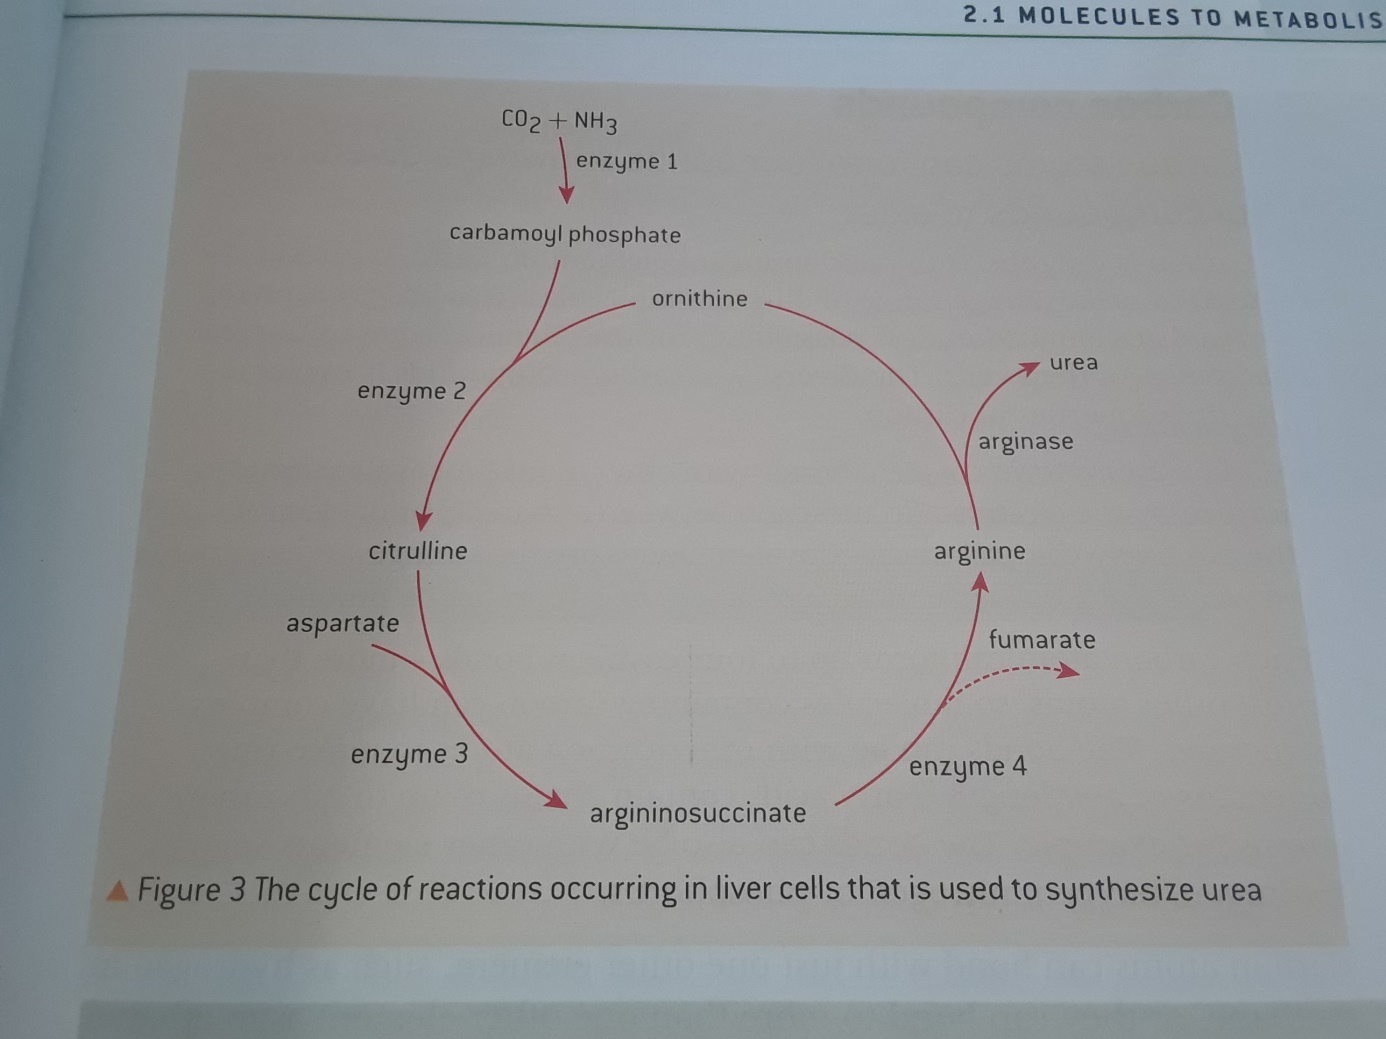 2.1 MOLECULES TO METABOLIS
CO2 + NH3
enzyme 1
carbamoyl phosphate
ornithine
urea
enzyme 2
arginase
citrulline
arginine
aspartate
fumarate
enzyme 3
enzyme 4
argininosuccinate
▲ Figure 3 The cycle of reactions occurring in liver cells that is used to synthesize urea